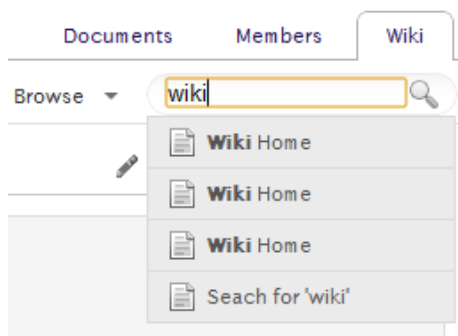 Documents Members Wiki
Browse wiki
Wiki Home
Wiki Home
Wiki Home
Seach for 'wiki'